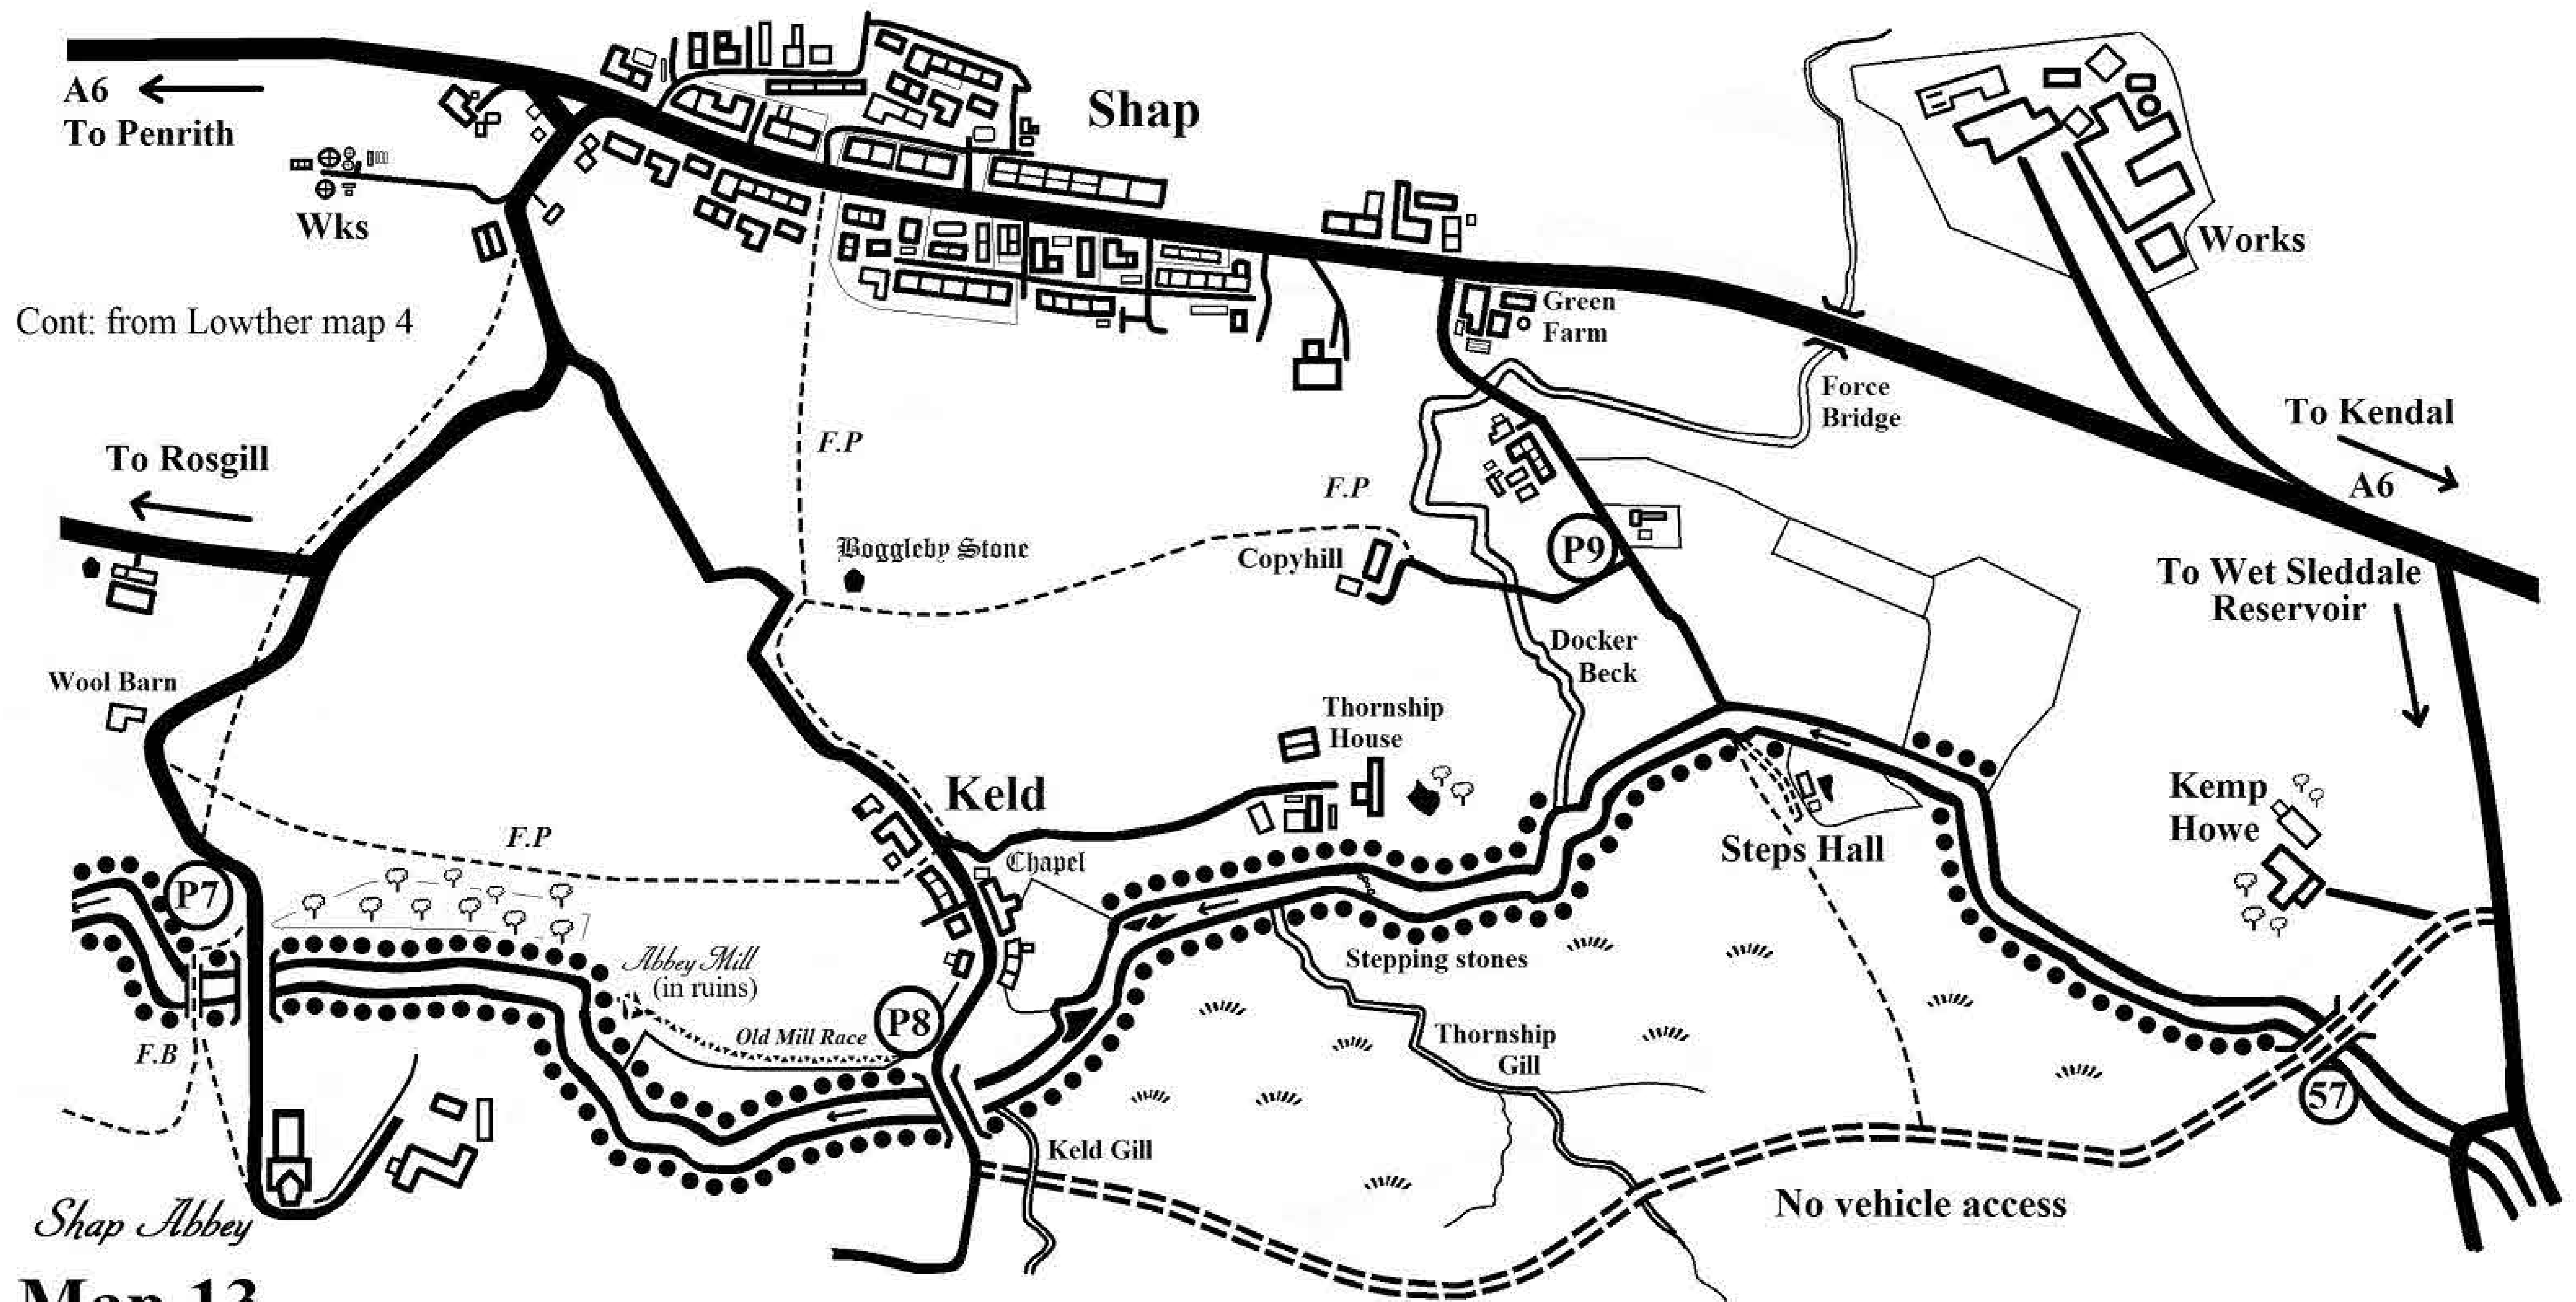 Shap
A6
To Penrith
Wks
Works
Cont: from Lowther map 4
Green
Farm
Force
Bridge
To Kendal
A6
To Rosgill
F.P
F.P
Boggleby Stone
Copyhill
P9
To Wet Sleddale
Reservoir
Docker
Beck
Wool Barn
Thornship
House
Keld
Kemp
Howe
F.P
Chapel
Steps Hall
P7
Abbey Mill
(in ruins)
Stepping stones
Old Mill Race
P8
Thornship
Gill
F.B
57
Keld Gill
No vehicle access
Shap Abbey
Map 13